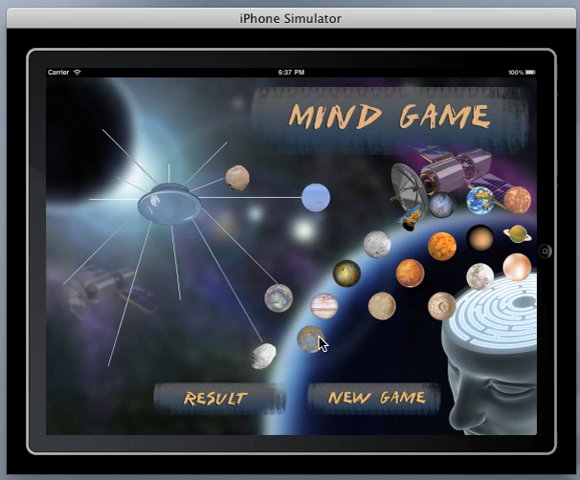 iPhone Simulator
Carrier 6:37 PM 100%
MIND GAME
RESULT NEW GAME